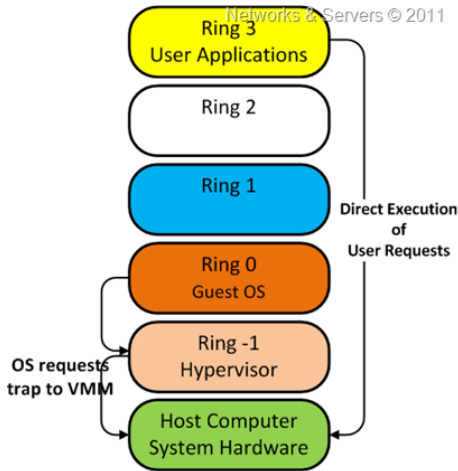 Networks & Servers © 2011
Ring 3
User Applications
Ring 2
Ring 1
Direct Execution
of
User Requests
Ring 0
Guest OS
Ring -1
Hypervisor
OS requests
trap to VMM
Host Computer
System Hardware